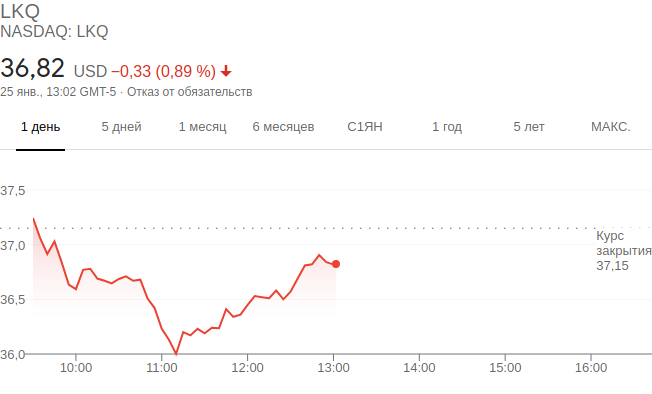 LKQ
NASDAQ: LKQ
36,82 USD −0,33 (0,89 %)
25 янв., 13:02 GMT-5 · Отказ от обязательств
1 день 5 дней 1 месяц 6 месяцев С1ЯН 1 год 5 лет МАКС.
37,5
37,0
36,5
36,0
Курс
закрытия
37,15
10:00 11:00 12:00 13:00 14:00 15:00 16:00